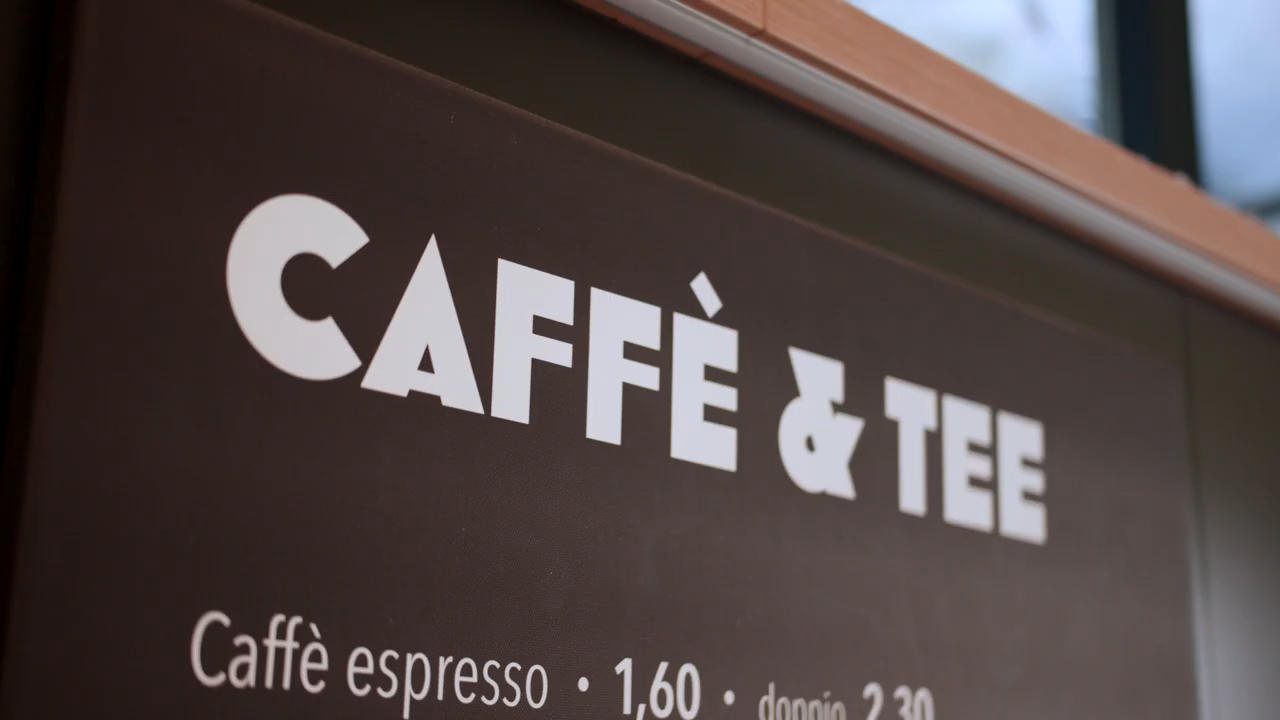 CAFFÈ & TEE
Caffè espresso • 1,60 • doppio 2,30